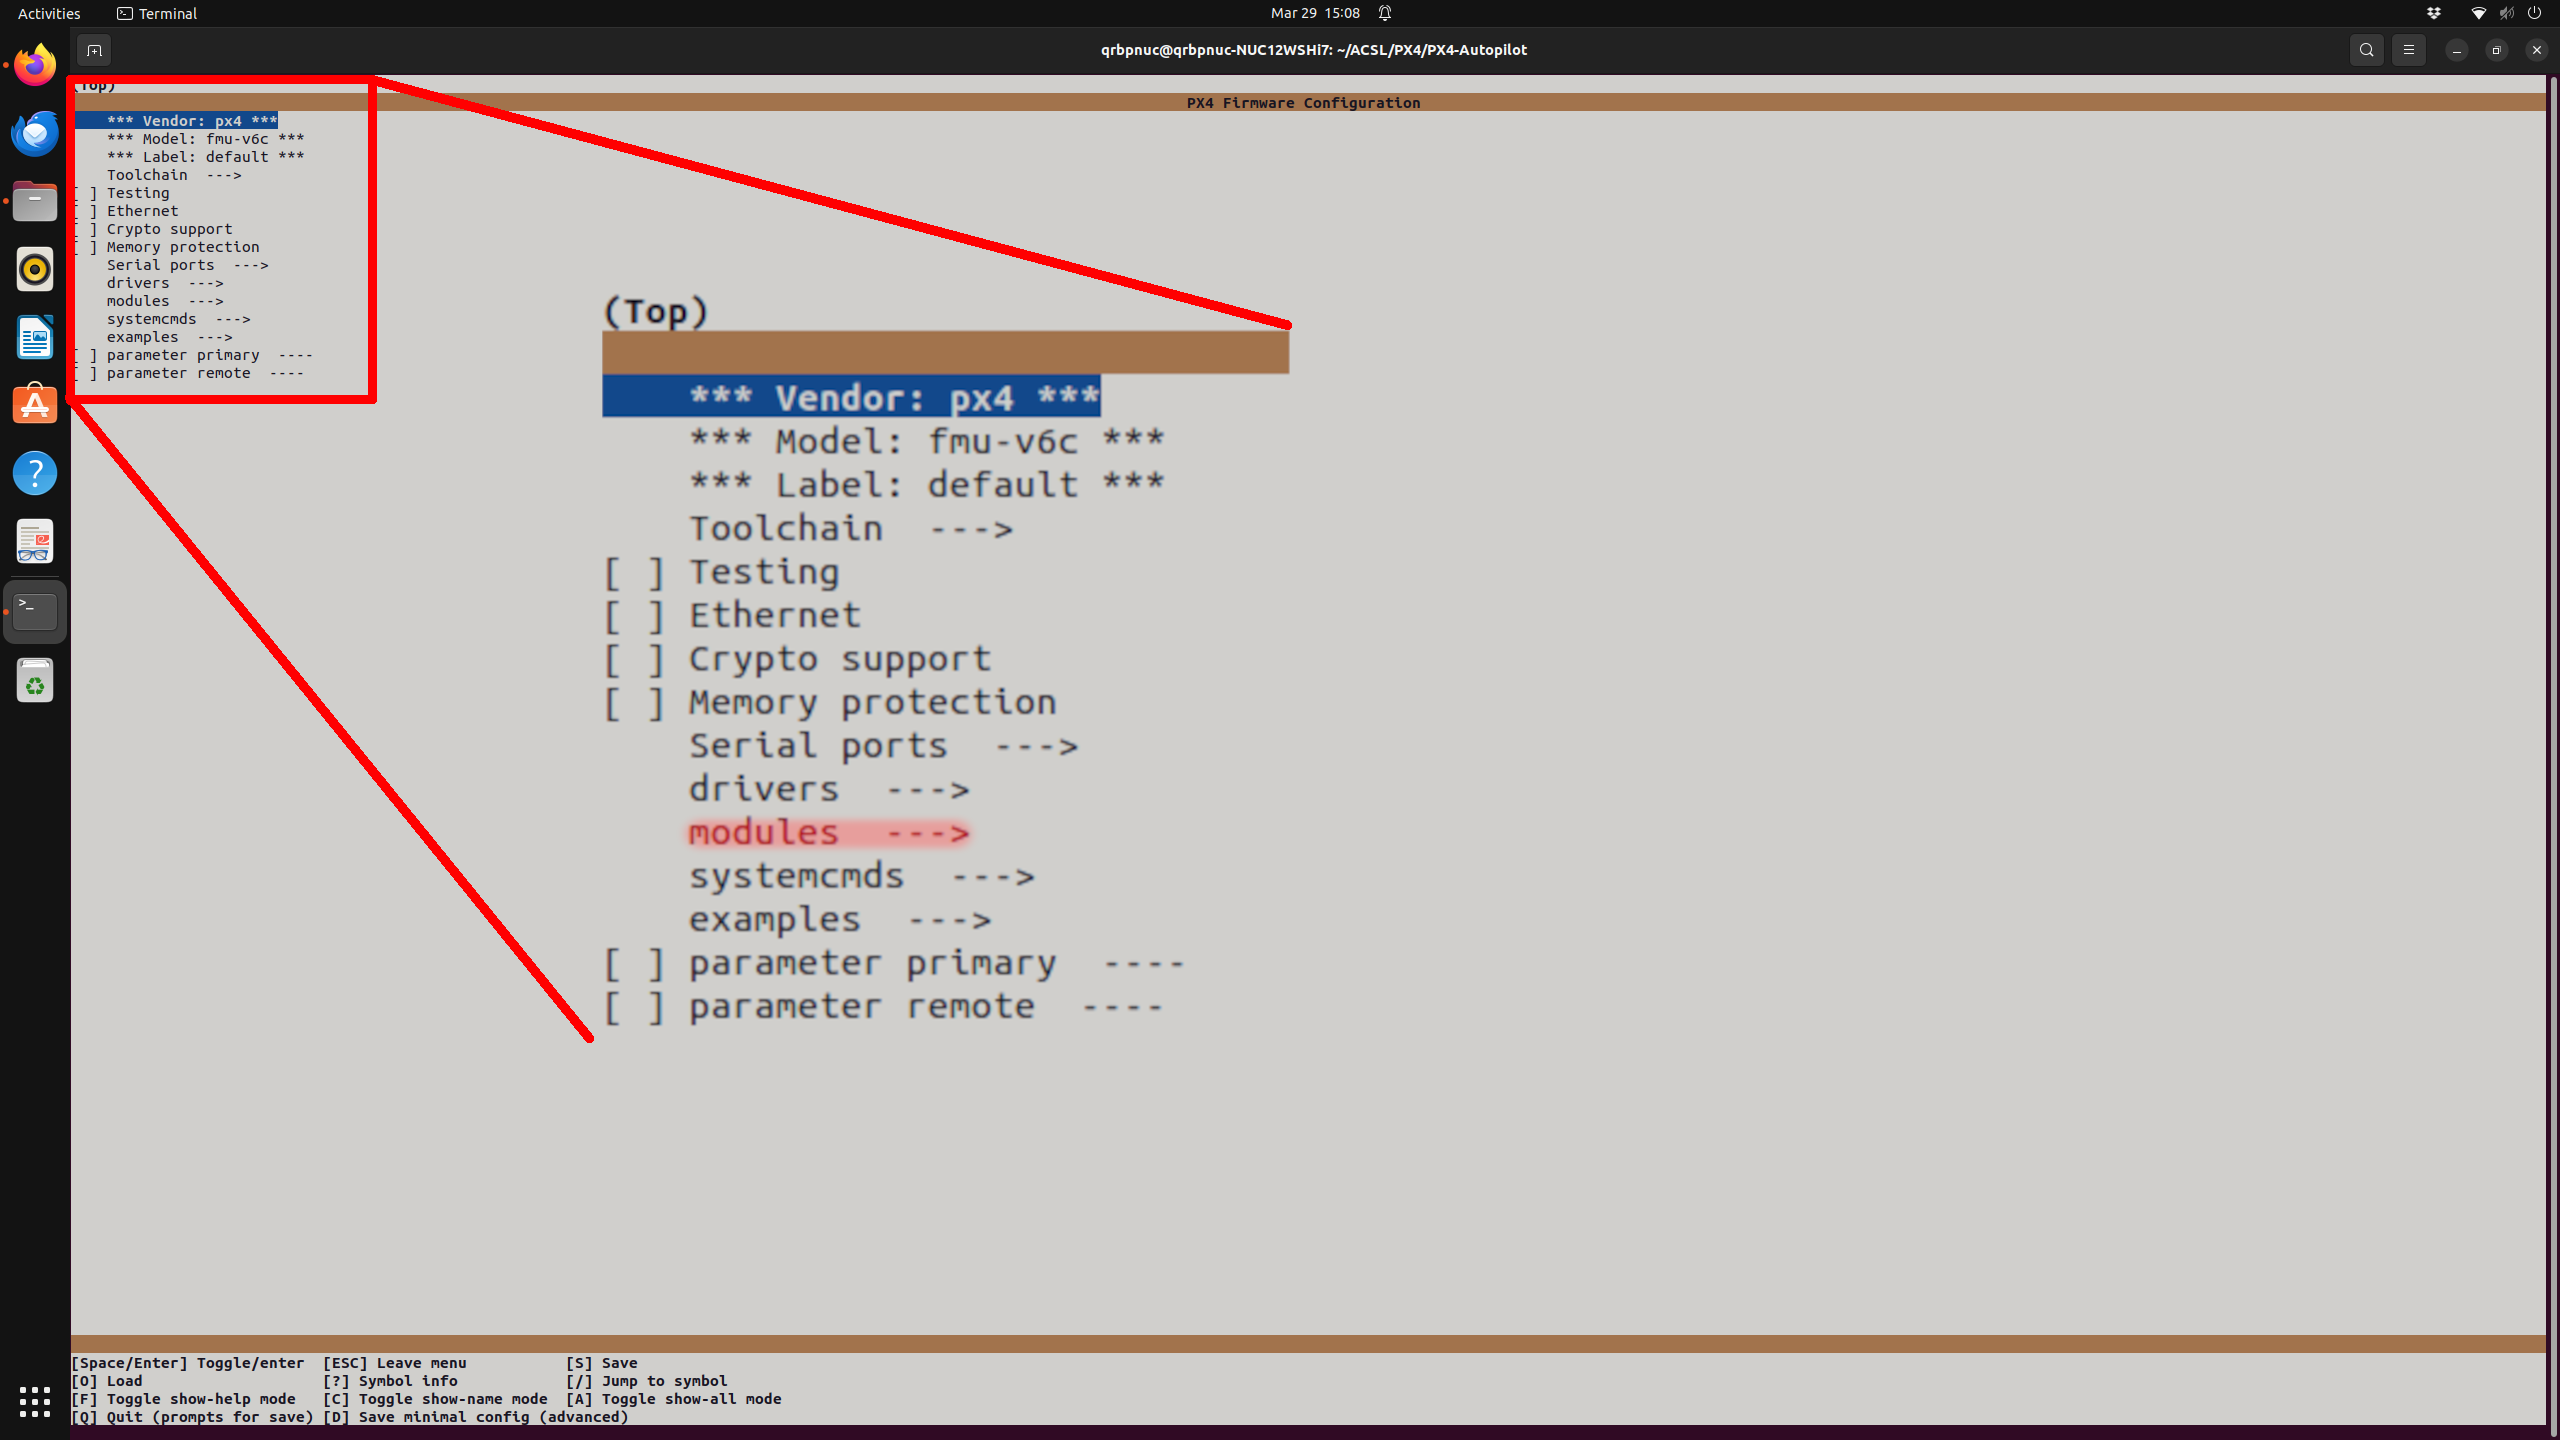 Activities Terminal Mar 29 15:08
qrbpnuc@qrbpnuc-NUC12WSHi7: ~/ACSL/PX4/PX4-Autopilot
(Top)
PX4 Firmware Configuration
*** Vendor: px4 ***
*** Model: fmu-v6c ***
*** Label: default ***
Toolchain --->
[ ] Testing
[ ] Ethernet
[ ] Crypto support
[ ] Memory protection
Serial ports --->
drivers --->
modules --->
systemcmds --->
examples --->
[ ] parameter primary ----
[ ] parameter remote ----
(Top)
*** Vendor: px4 ***
*** Model: fmu-v6c ***
*** Label: default ***
Toolchain --->
[ ] Testing
[ ] Ethernet
[ ] Crypto support
[ ] Memory protection
Serial ports --->
drivers --->
modules --->
systemcmds --->
examples --->
[ ] parameter primary ----
[ ] parameter remote ----
[Space/Enter] Toggle/enter [ESC] Leave menu [S] Save
[O] Load [?] Symbol info [/] Jump to symbol
[F] Toggle show-help mode [C] Toggle show-name mode [A] Toggle show-all mode
[Q] Quit (prompts for save) [D] Save minimal config (advanced)